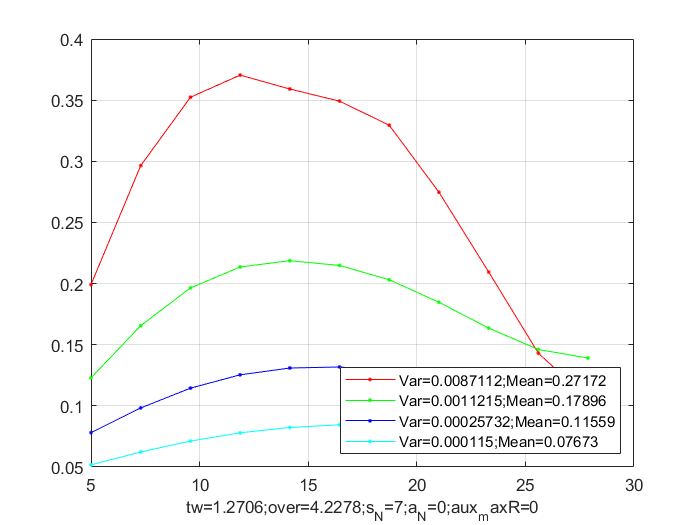 0.4
0.35
0.3
0.25
0.2
0.15
0.1
0.05
Var=0.0087112;Mean=0.27172
Var=0.0011215;Mean=0.17896
Var=0.00025732;Mean=0.11559
Var=0.000115;Mean=0.07673
5 10 15 20 25 30
tw=1.2706;over=4.2278;s_N=7;a_N=0;aux_maxR=0